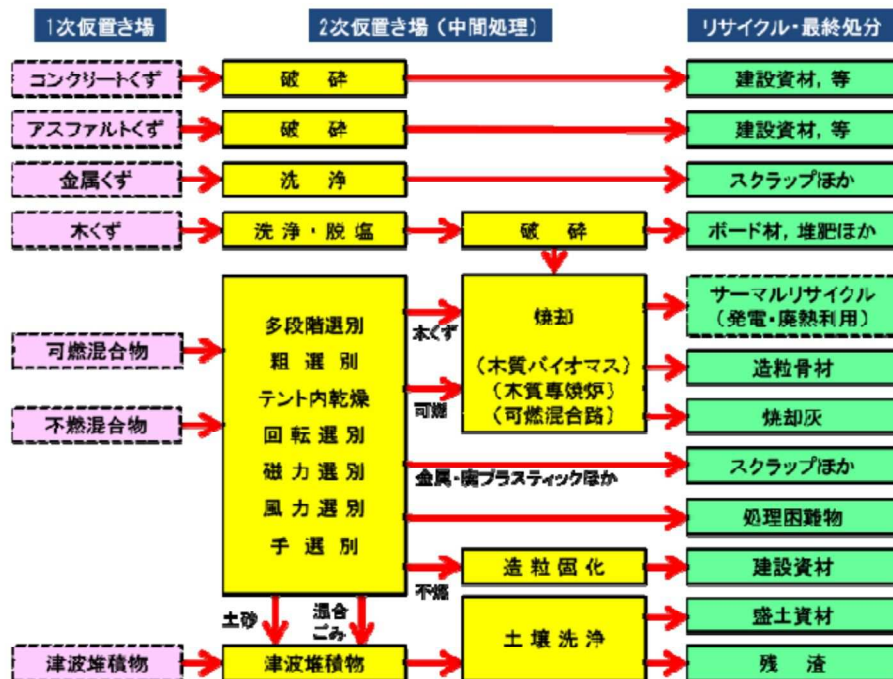 1次仮置き場
2次仮置き場（中間処理）
リサイクル・最終処分
コンクリートくず
破砕
建設資材，等
アスファルトくず
破砕
建設資材，等
金属くず
洗浄
スクラップほか
木くず
洗浄・脱塩
破砕
ボード材，堆肥ほか
可燃混合物
不燃混合物
多段階選別
粗選別
テント内乾燥
回転選別
磁力選別
風力選別
手選別
木くず
可燃
焼却
（木質バイオマス）
（木質専焼炉）
（可燃混合路）
サーマルリサイクル
（発電・廃熱利用）
造粒骨材
焼却灰
金属・廃プラスティックほか
スクラップほか
処理困難物
不燃
造粒固化
建設資材
土砂
混合
ごみ
津波堆積物
津波堆積物
土壌洗浄
盛土資材
残渣